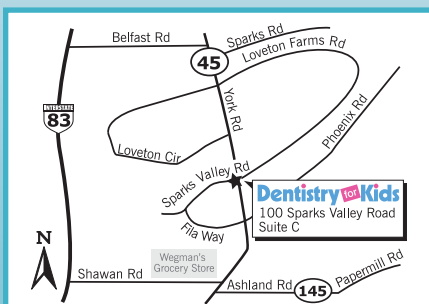 Belfast Rd
Sparks Rd
Loveton Farms Rd
45
INTERSTATE
83
York Rd
Phoenix Rd
Loveton Cir
Sparks Valley Rd
Dentistry for Kids
100 Sparks Valley Road
Suite C
Fila Way
N
Wegman's
Grocery Store
Shawan Rd
Ashland Rd
145
Papermill Rd